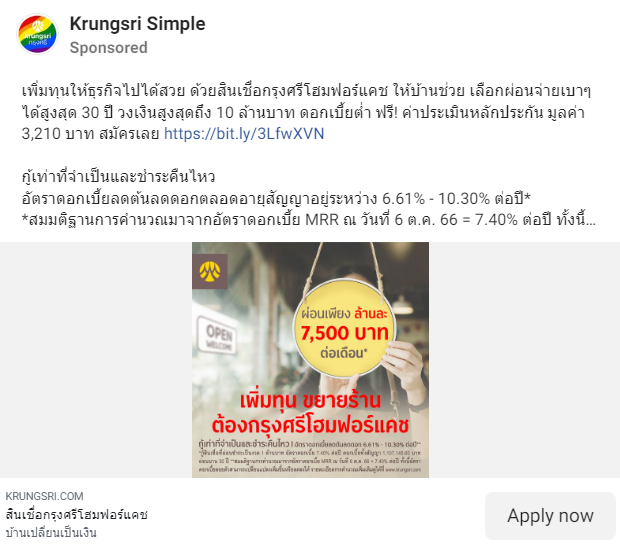 Krungsri Simple
krungsri
กรุงศรี
Sponsored
เพิ่มทุนให้ธุรกิจไปได้สวย ด้วยสินเชื่อกรุงศรีโฮมฟอร์แคช ให้บ้านช่วย เลือกผ่อนจ่ายเบาๆ
ได้สูงสุด 30 ปี วงเงินสูงสุดถึง 10 ล้านบาท ดอกเบี้ยต่ำ ฟรี! ค่าประเมินหลักประกัน มูลค่า
3,210 บาท สมัครเลย https://bit.ly/3LfwXVN
กู้เท่าที่จำเป็นและชำระคืนไหว
อัตราดอกเบี้ยลดต้นลดดอกตลอดอายุสัญญาอยู่ระหว่าง 6.61% - 10.30% ต่อปี*
*สมมติฐานการคำนวณมาจากอัตราดอกเบี้ย MRR ณ วันที่ 6 ต.ค. 66 = 7.40% ต่อปี ทั้งนี้...
OPEN
WELCOME
ผ่อนเพียง ล้านละ
7,500 บาท
ต่อเดือน*
เพิ่มทุน ขยายร้าน
ต้องกรุงศรีโฮมฟอร์แคช
กู้เท่าที่จำเป็นและชำระคืนไหว | อัตราดอกเบี้ยลดต้นลดดอก 6.61% - 10.30% ต่อปี**
KRUNGSRI.COM
สินเชื่อกรุงศรีโฮมฟอร์แคช
บ้านเปลี่ยนเป็นเงิน
Apply now